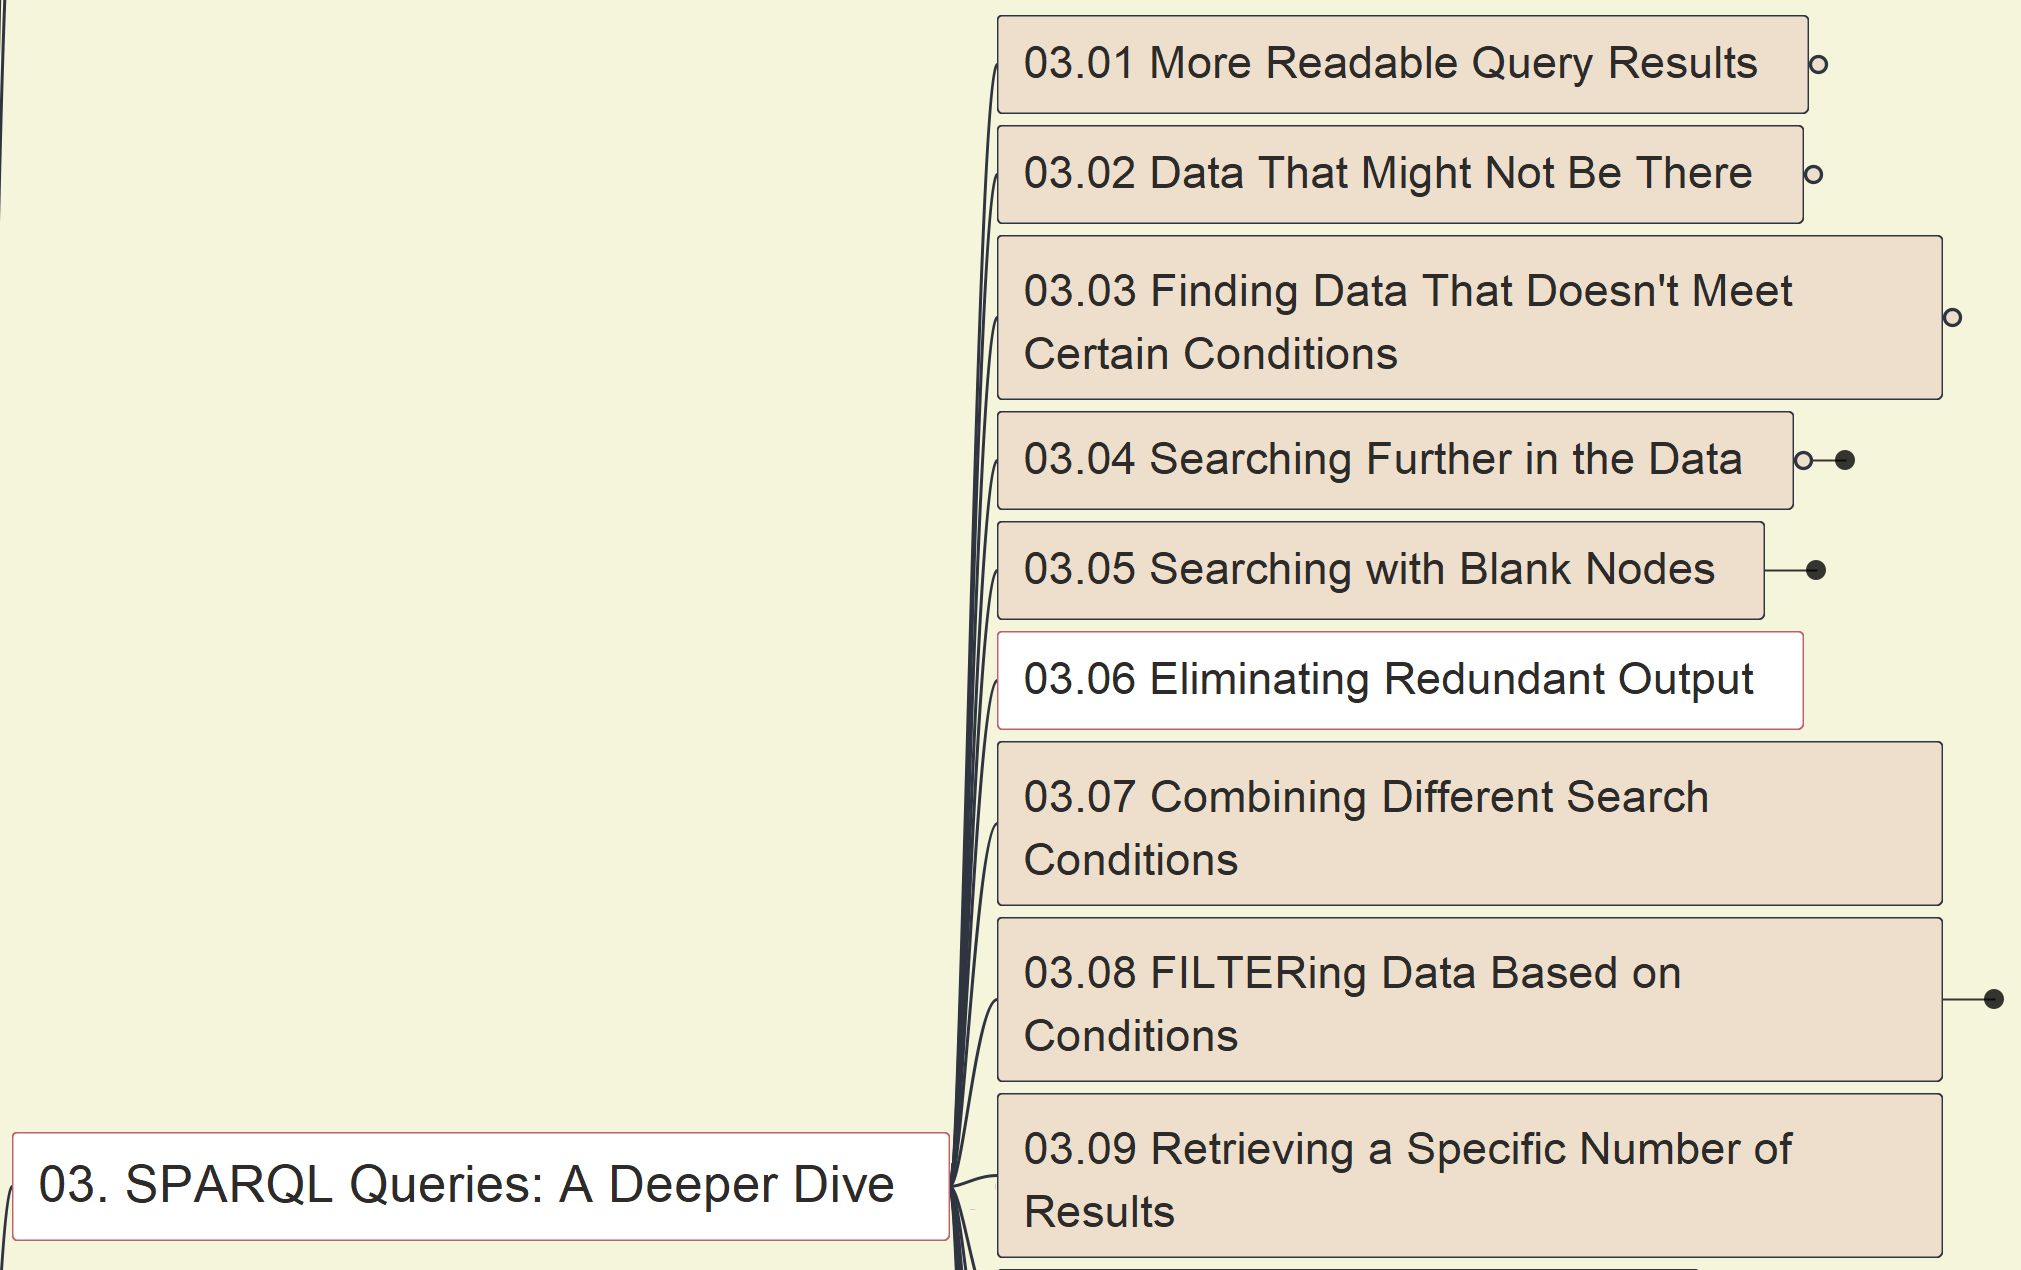 03.01 More Readable Query Results
03.02 Data That Might Not Be There
03.03 Finding Data That Doesn't Meet
Certain Conditions
03.04 Searching Further in the Data
03.05 Searching with Blank Nodes
03.06 Eliminating Redundant Output
03.07 Combining Different Search
Conditions
03.08 FILTERing Data Based on
Conditions
03.09 Retrieving a Specific Number of
Results
03. SPARQL Queries: A Deeper Dive